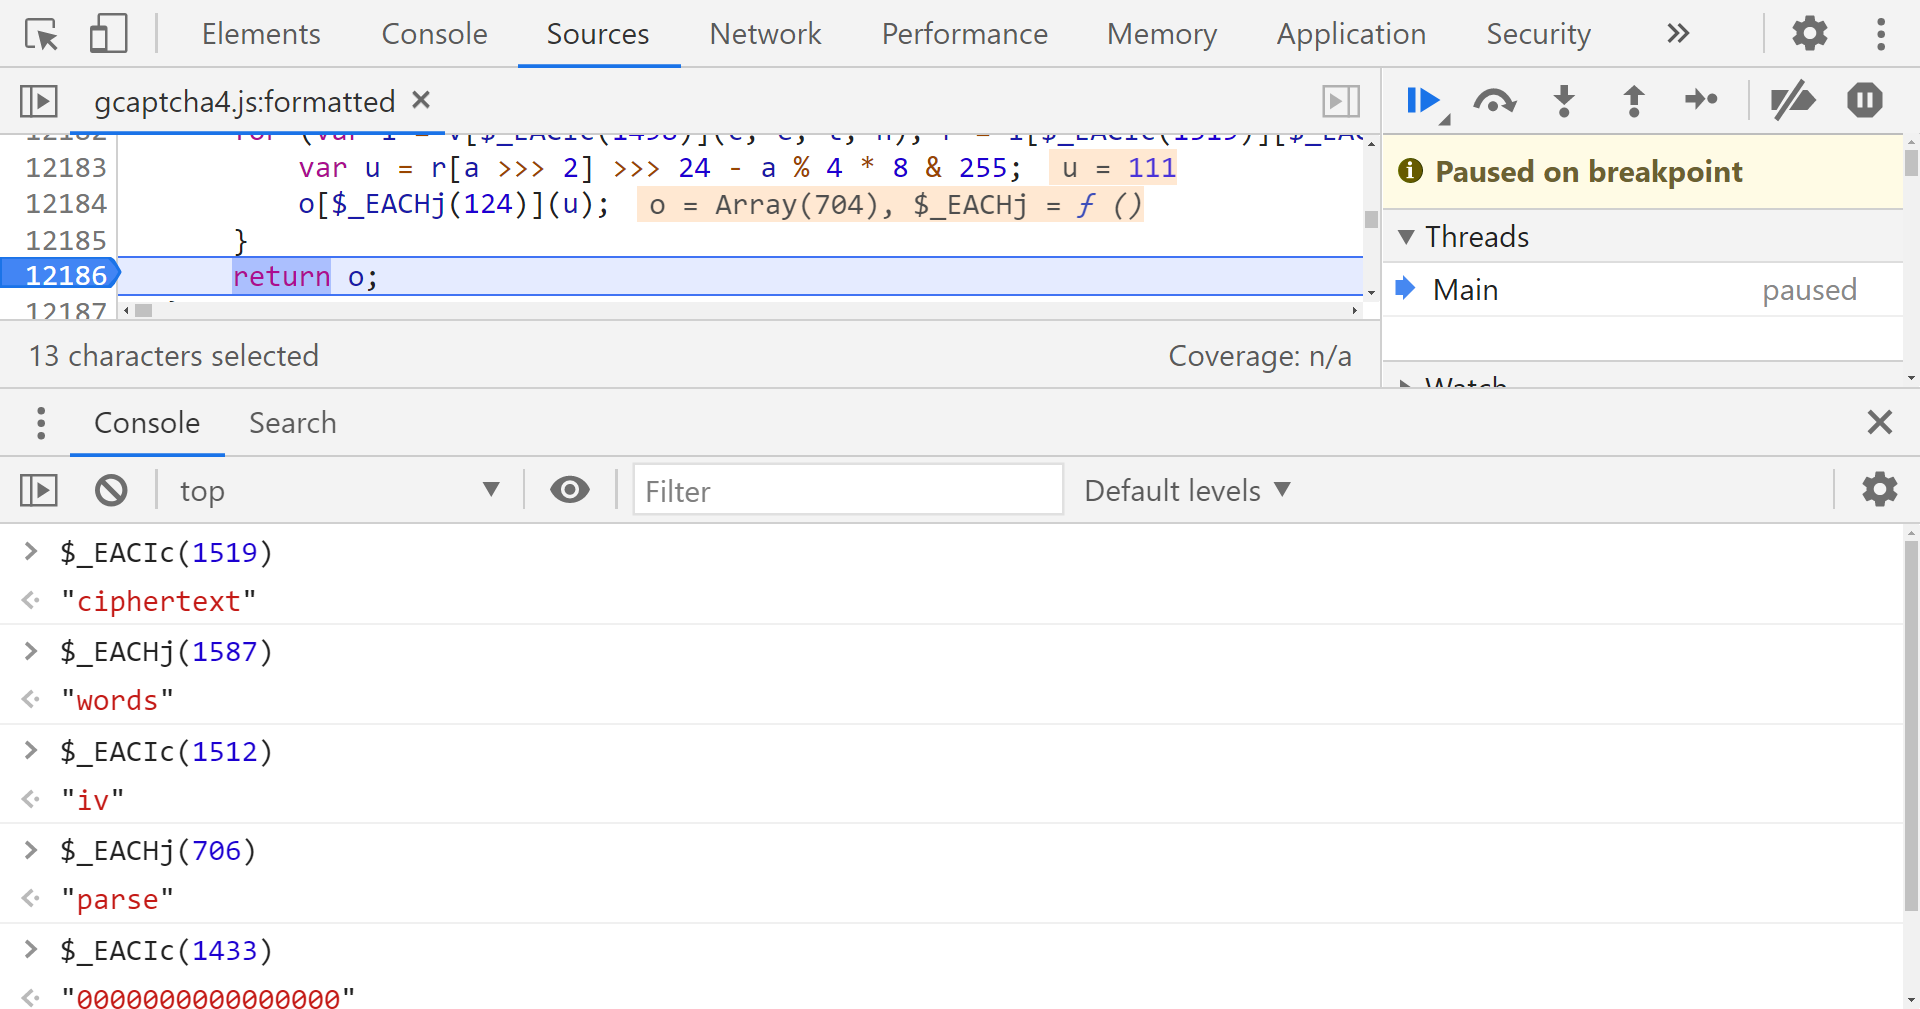 Elements Console Sources Network Performance Memory Application Security
gcaptcha4.js:formatted
12183 var u = r[a >>> 2] >>> 24 - a % 4 * 8 & 255; u = 111
12184 o[$_EACHj(124)](u); o = Array(704), $_EACHj = ƒ ()
12185 }
12186 return o;
12187
13 characters selected Coverage: n/a
Paused on breakpoint
Threads
Main paused
Watch
Console Search
top Filter Default levels
> $_EACIc(1519)
"ciphertext"
> $_EACHj(1587)
"words"
> $_EACIc(1512)
"iv"
> $_EACHj(706)
"parse"
> $_EACIc(1433)
"0000000000000000"